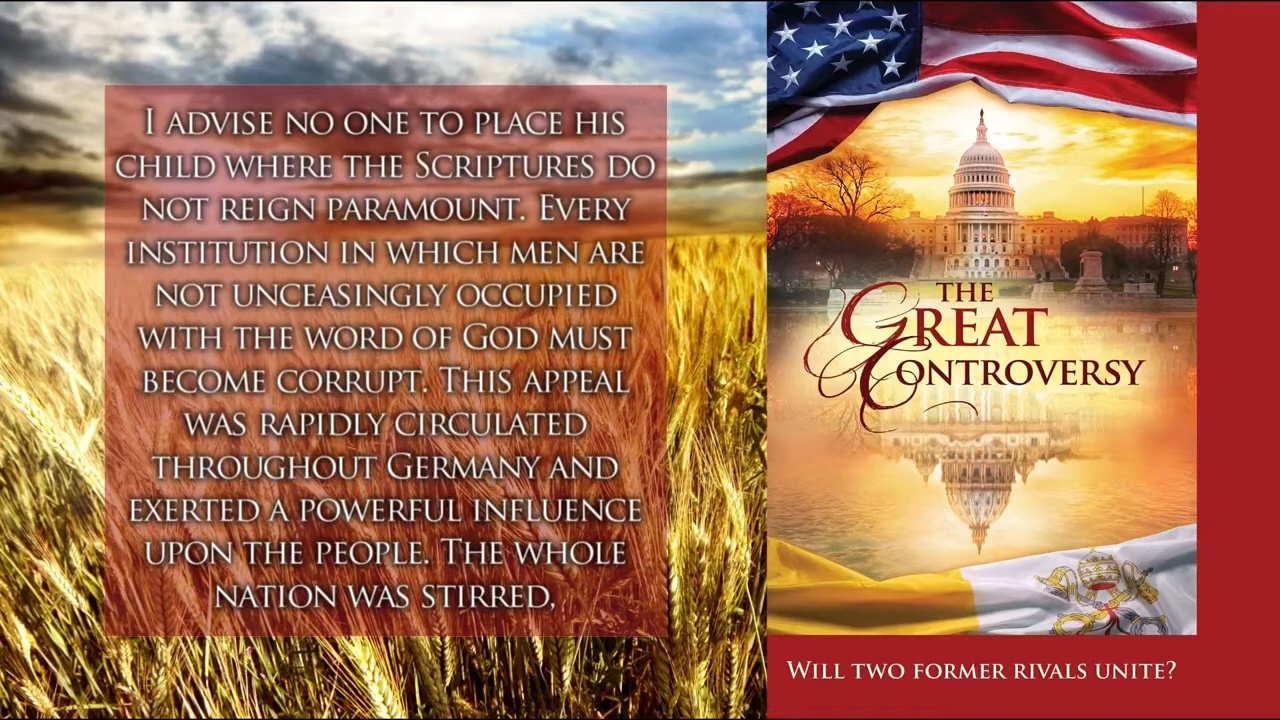 I advise no one to place his
child where the Scriptures do
not reign paramount. Every
institution in which men are
not unceasingly occupied
with the word of God must
become corrupt. This appeal
was rapidly circulated
throughout Germany and
exerted a powerful influence
upon the people. The whole
nation was stirred,
The
Great
Controversy
Will two former rivals unite?